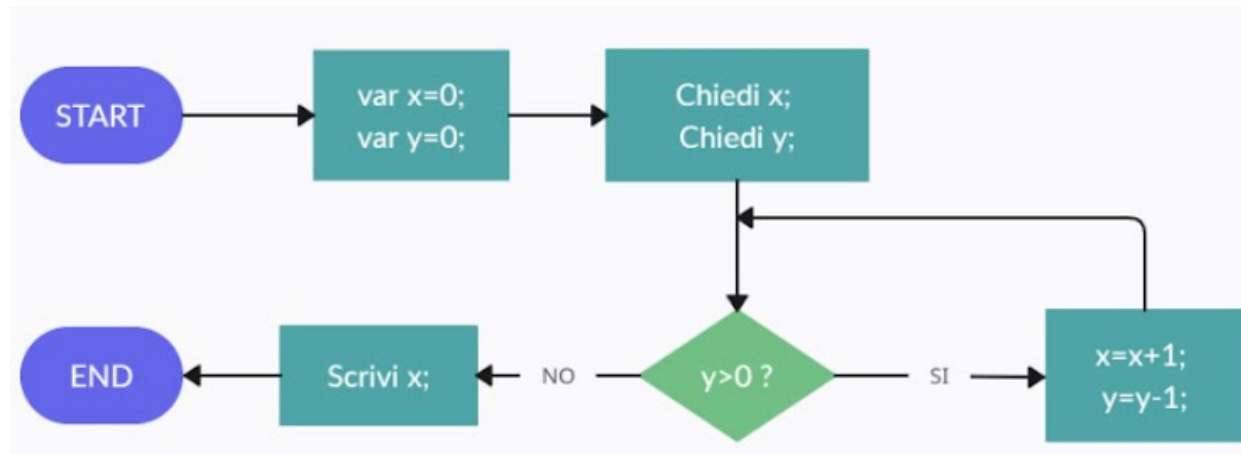 START
var x=0;
var y=0;
Chiedi x;
Chiedi y;
END
Scrivi x;
NO
y>0 ?
SI
x=x+1;
y=y-1;